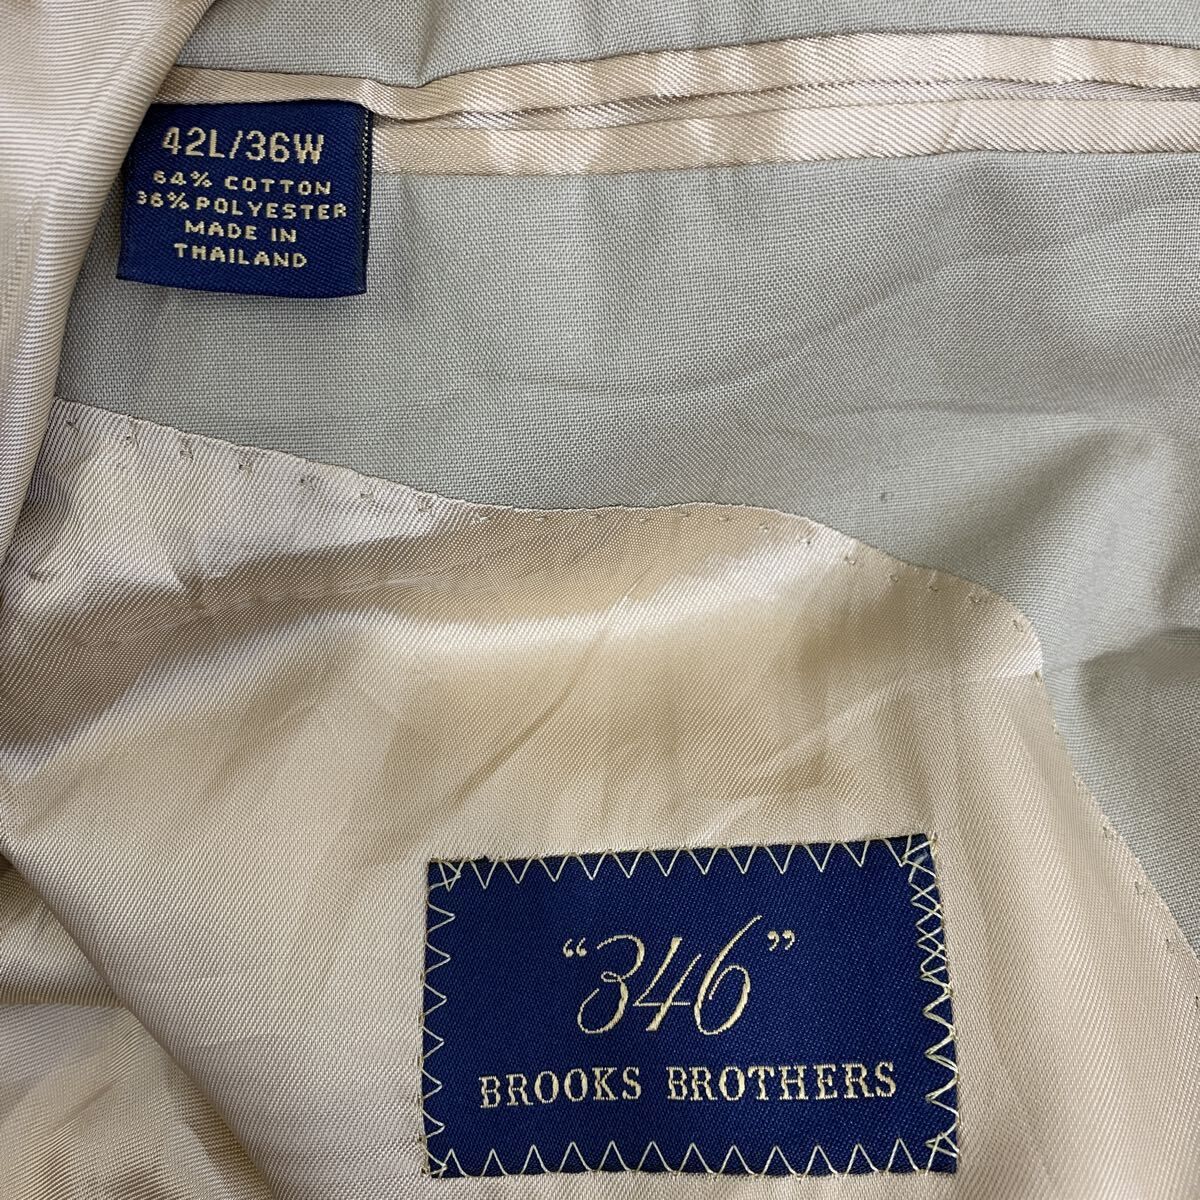 42L/36W
64% COTTON
36% POLYESTER
MADE IN
THAILAND
“346”
BROOKS BROTHERS